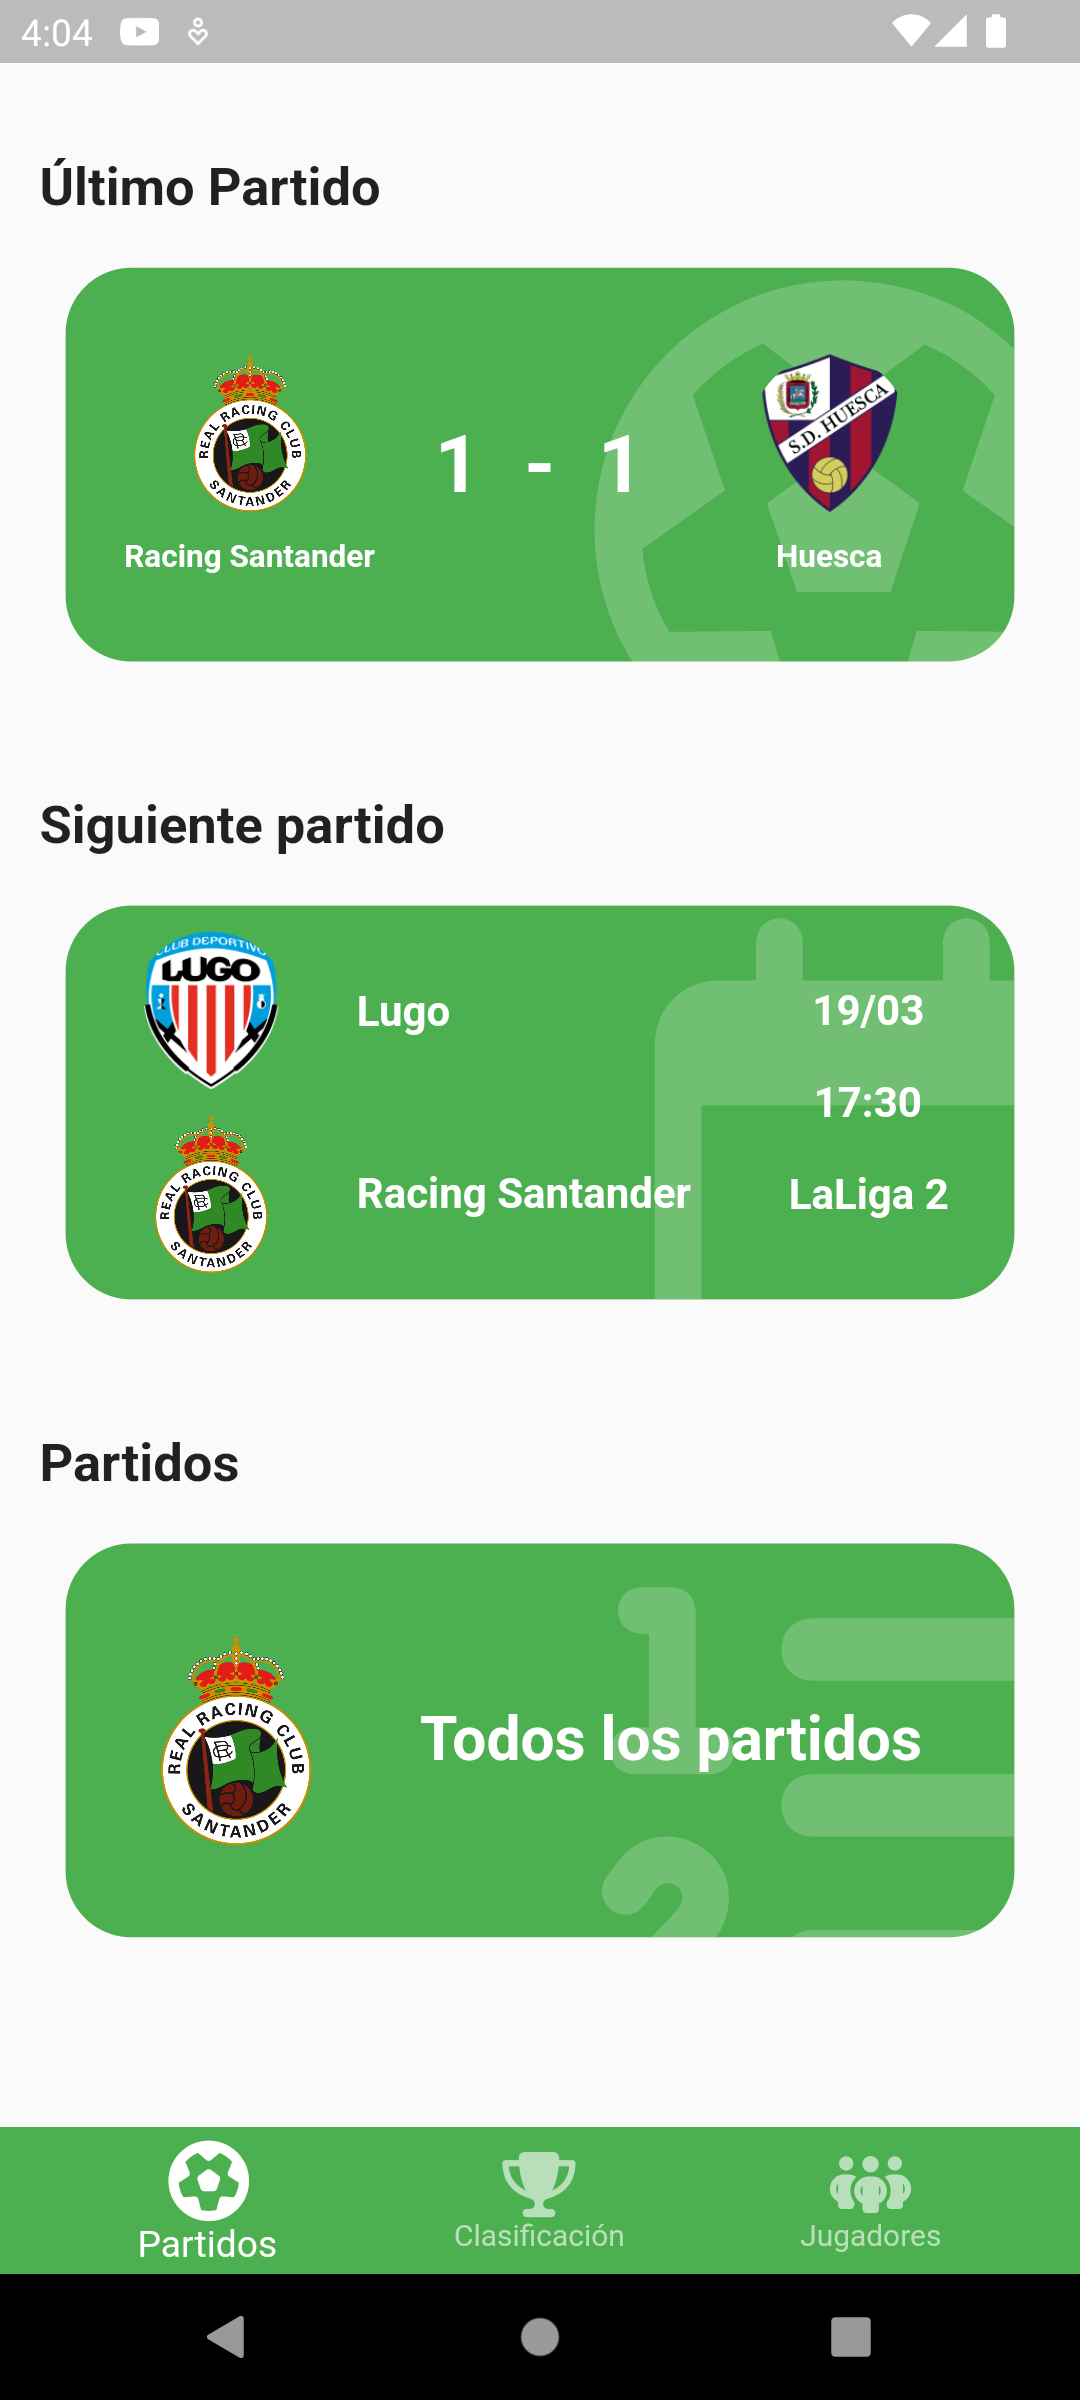 4:04
Último Partido
REAL RACING CLUB
SANTANDER
1 - 1
S.D. HUESCA
Racing Santander
Huesca
Siguiente partido
CLUB DEPORTIVO
LUGO
Lugo
19/03
17:30
REAL RACING CLUB
SANTANDER
Racing Santander
LaLiga 2
Partidos
REAL RACING CLUB
SANTANDER
Todos los partidos
Partidos
Clasificación
Jugadores